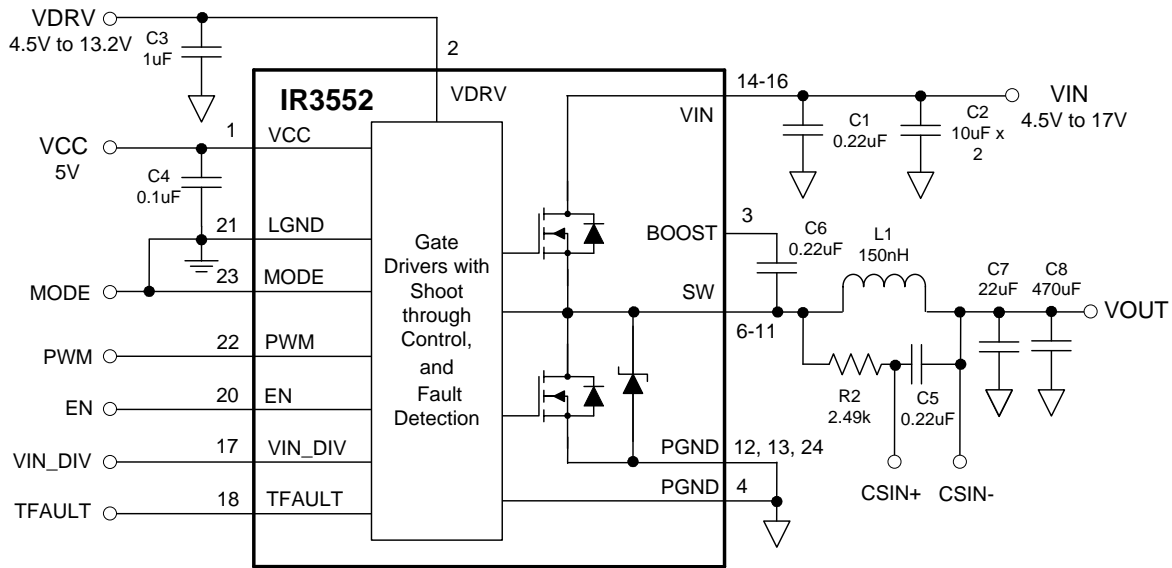 VDRV
4.5V to 13.2V
C3
1uF
2
IR3552
VDRV
14-16
VIN
VIN
4.5V to 17V
C1
0.22uF
C2
10uF x
2
1
VCC
VCC
5V
C4
0.1uF
21
LGND
23
MODE
MODE
22
PWM
PWM
20
EN
EN
17
VIN_DIV
VIN_DIV
18
TFAULT
TFAULT
Gate
Drivers with
Shoot
through
Control,
and
Fault
Detection
3
BOOST
C6
0.22uF
SW
6-11
L1
150nH
R2
2.49k
C5
0.22uF
C7
22uF
C8
470uF
VOUT
PGND
12, 13, 24
PGND
4
CSIN+
CSIN-